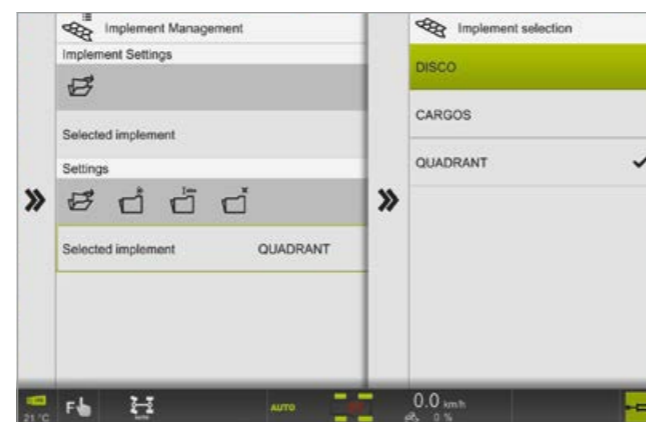 Implement Management
Implement Settings
Selected implement
Settings
Selected implement QUADRANT
Implement selection
DISCO
CARGOS
QUADRANT
21 °C
F
AUTO
0.0 km/h
0 %